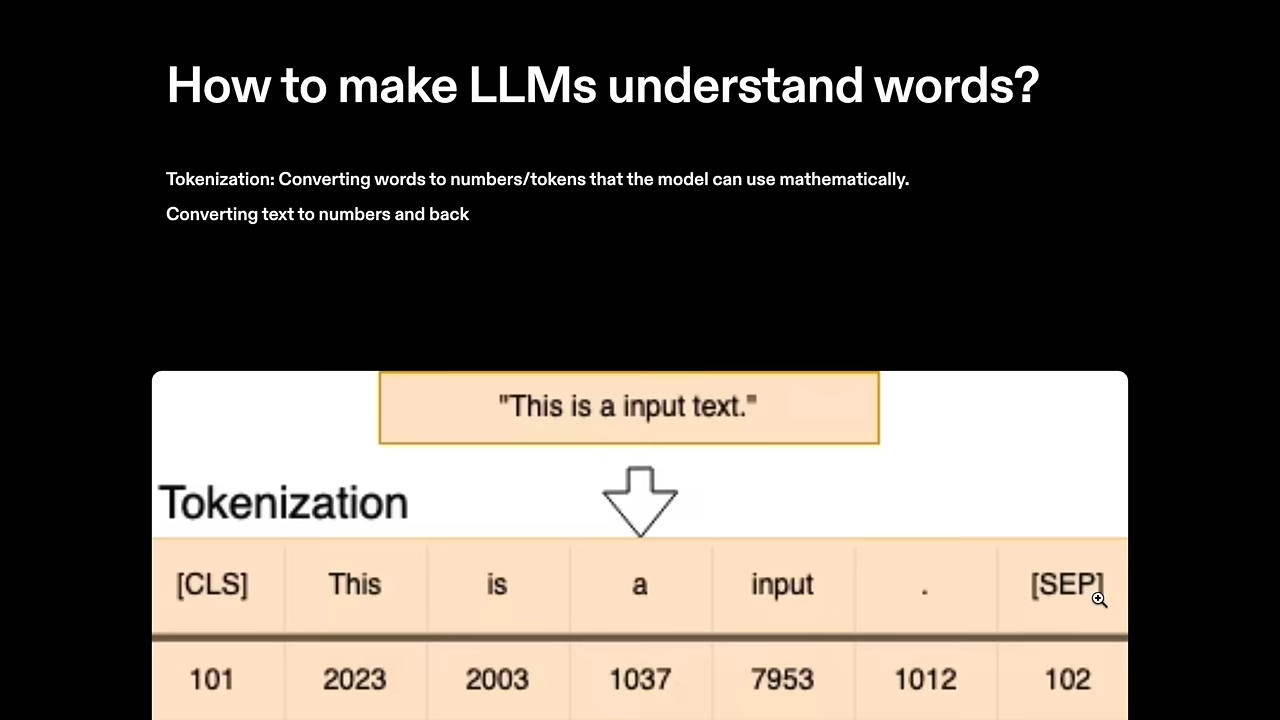 How to make LLMs understand words?
Tokenization: Converting words to numbers/tokens that the model can use mathematically.
Converting text to numbers and back
"This is a input text."
Tokenization
[CLS] This is a input . [SEP]
101 2023 2003 1037 7953 1012 102